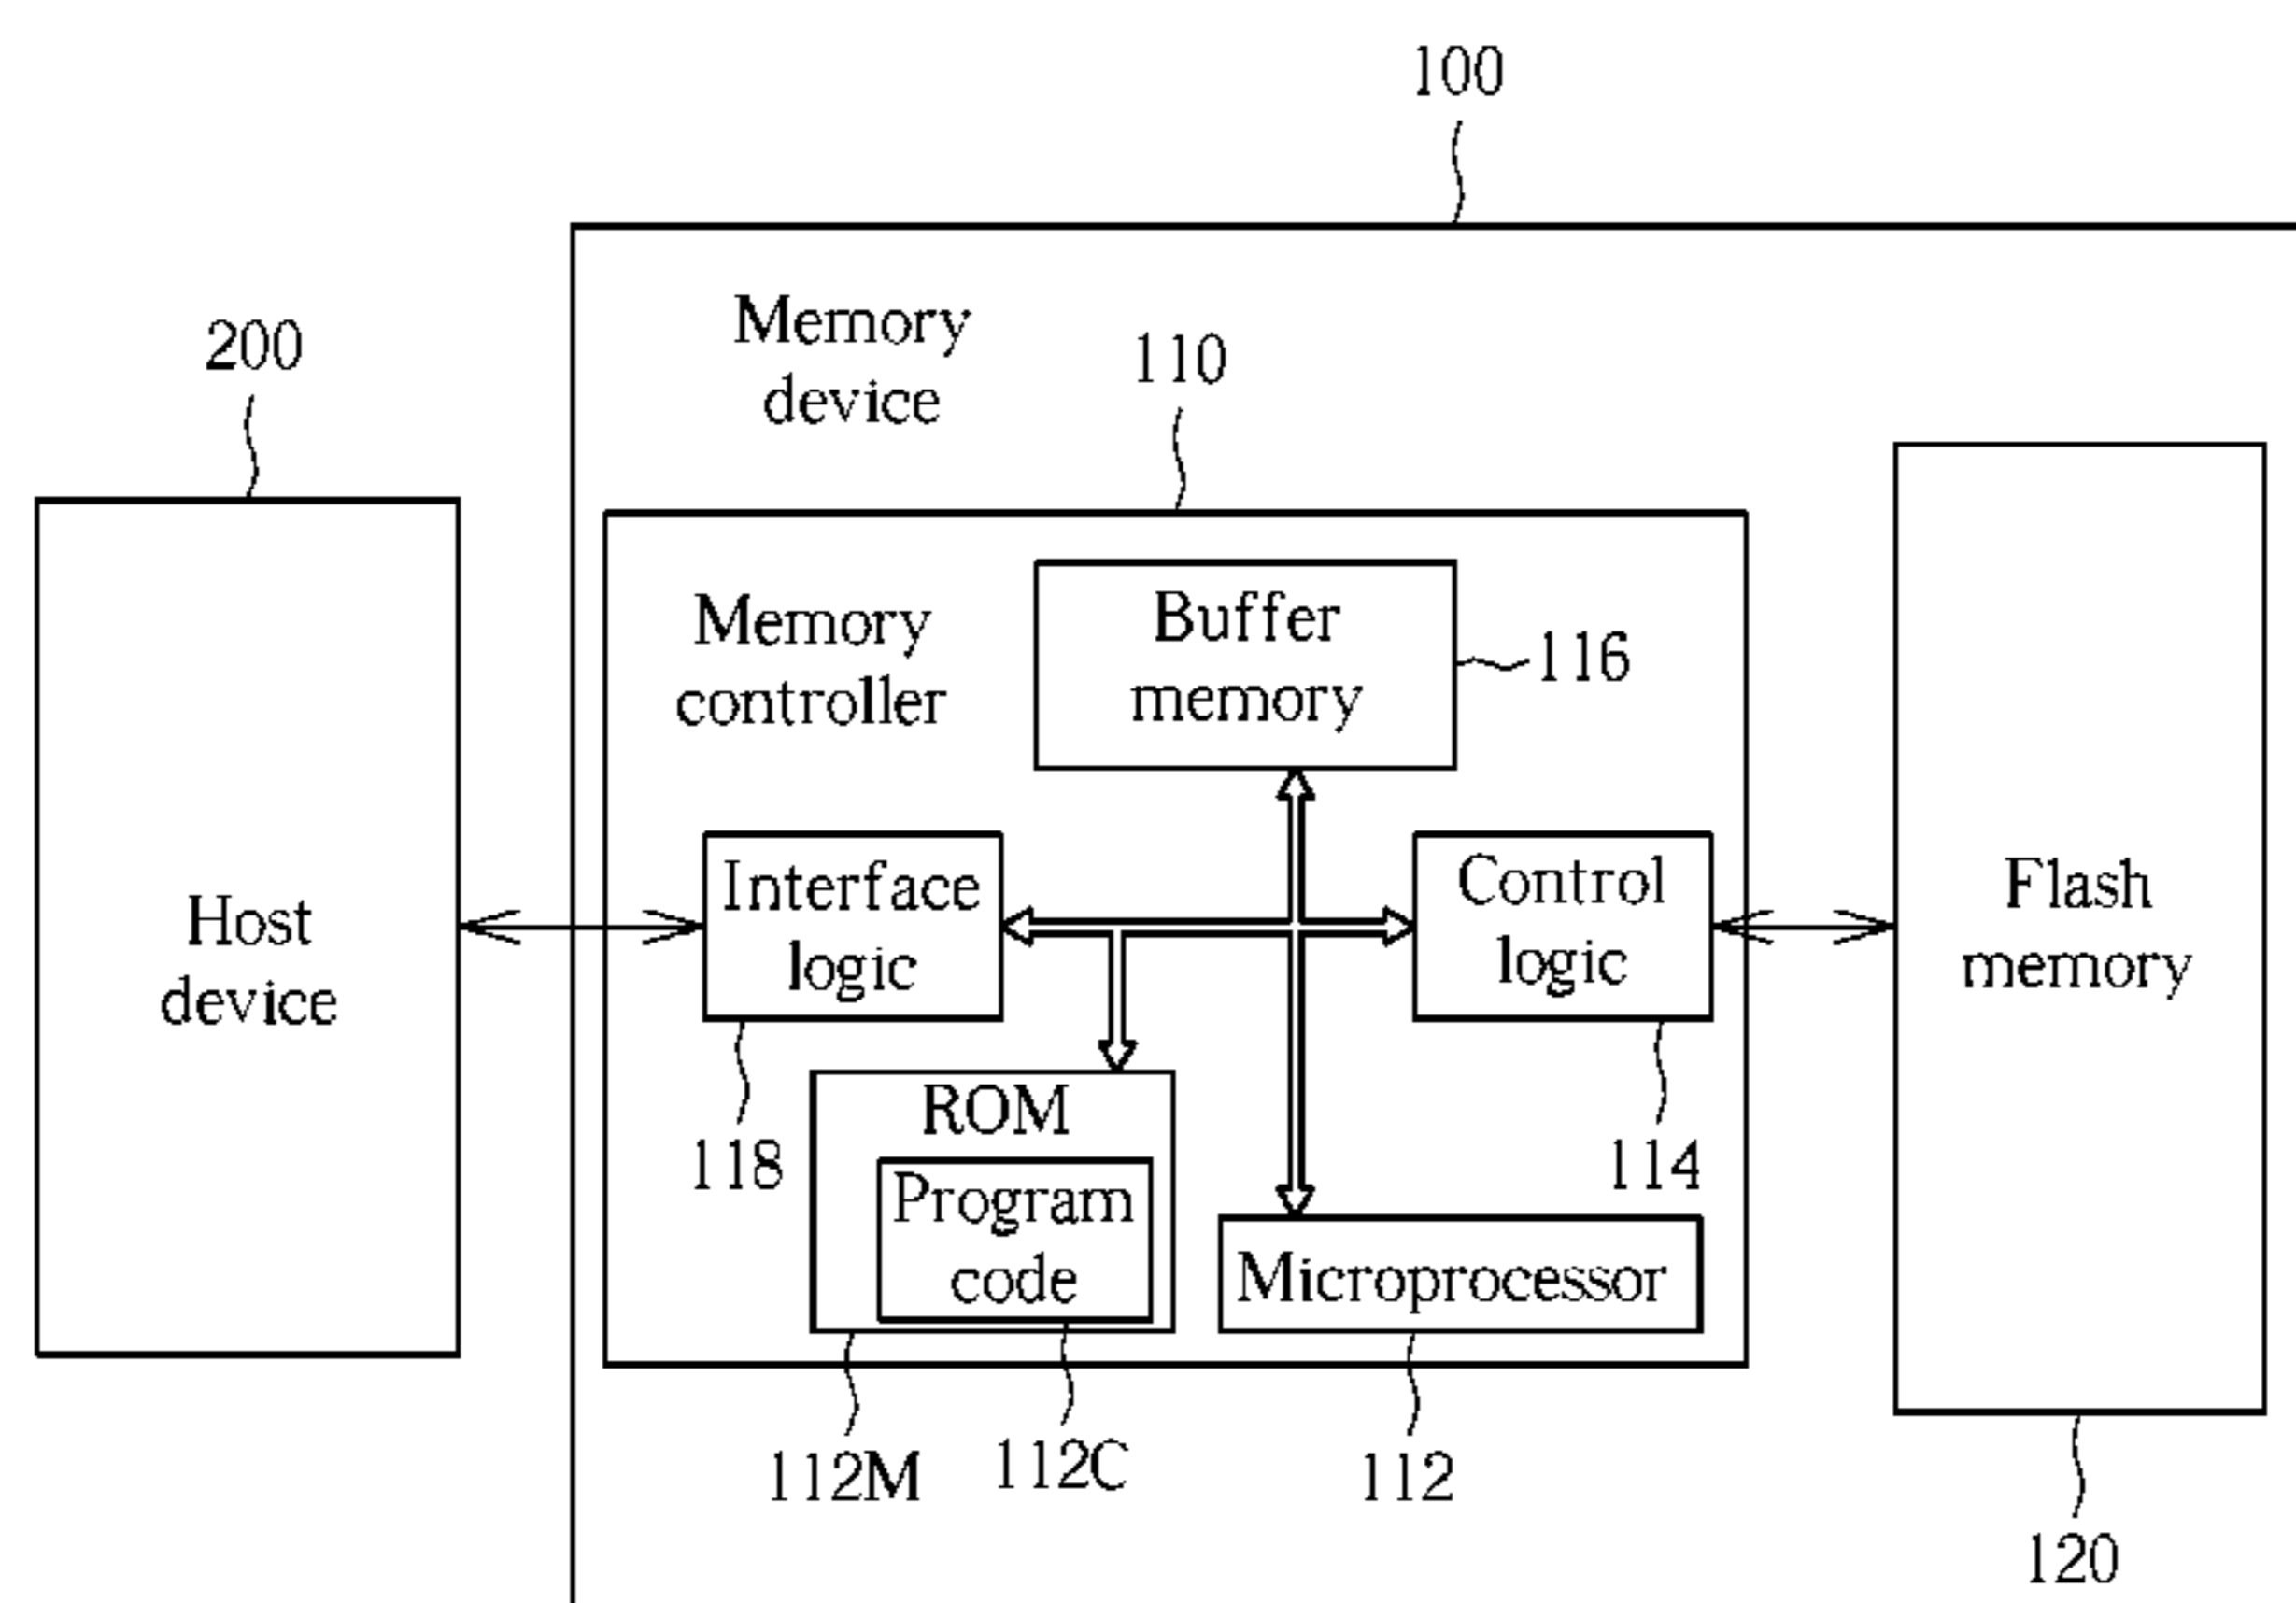 100
Memory
device
200
110
Memory
controller
Buffer
memory
116
Interface
logic
Control
logic
Host
device
Flash
memory
ROM
118
114
Program
code
Microprocessor
112M
112C
112
120